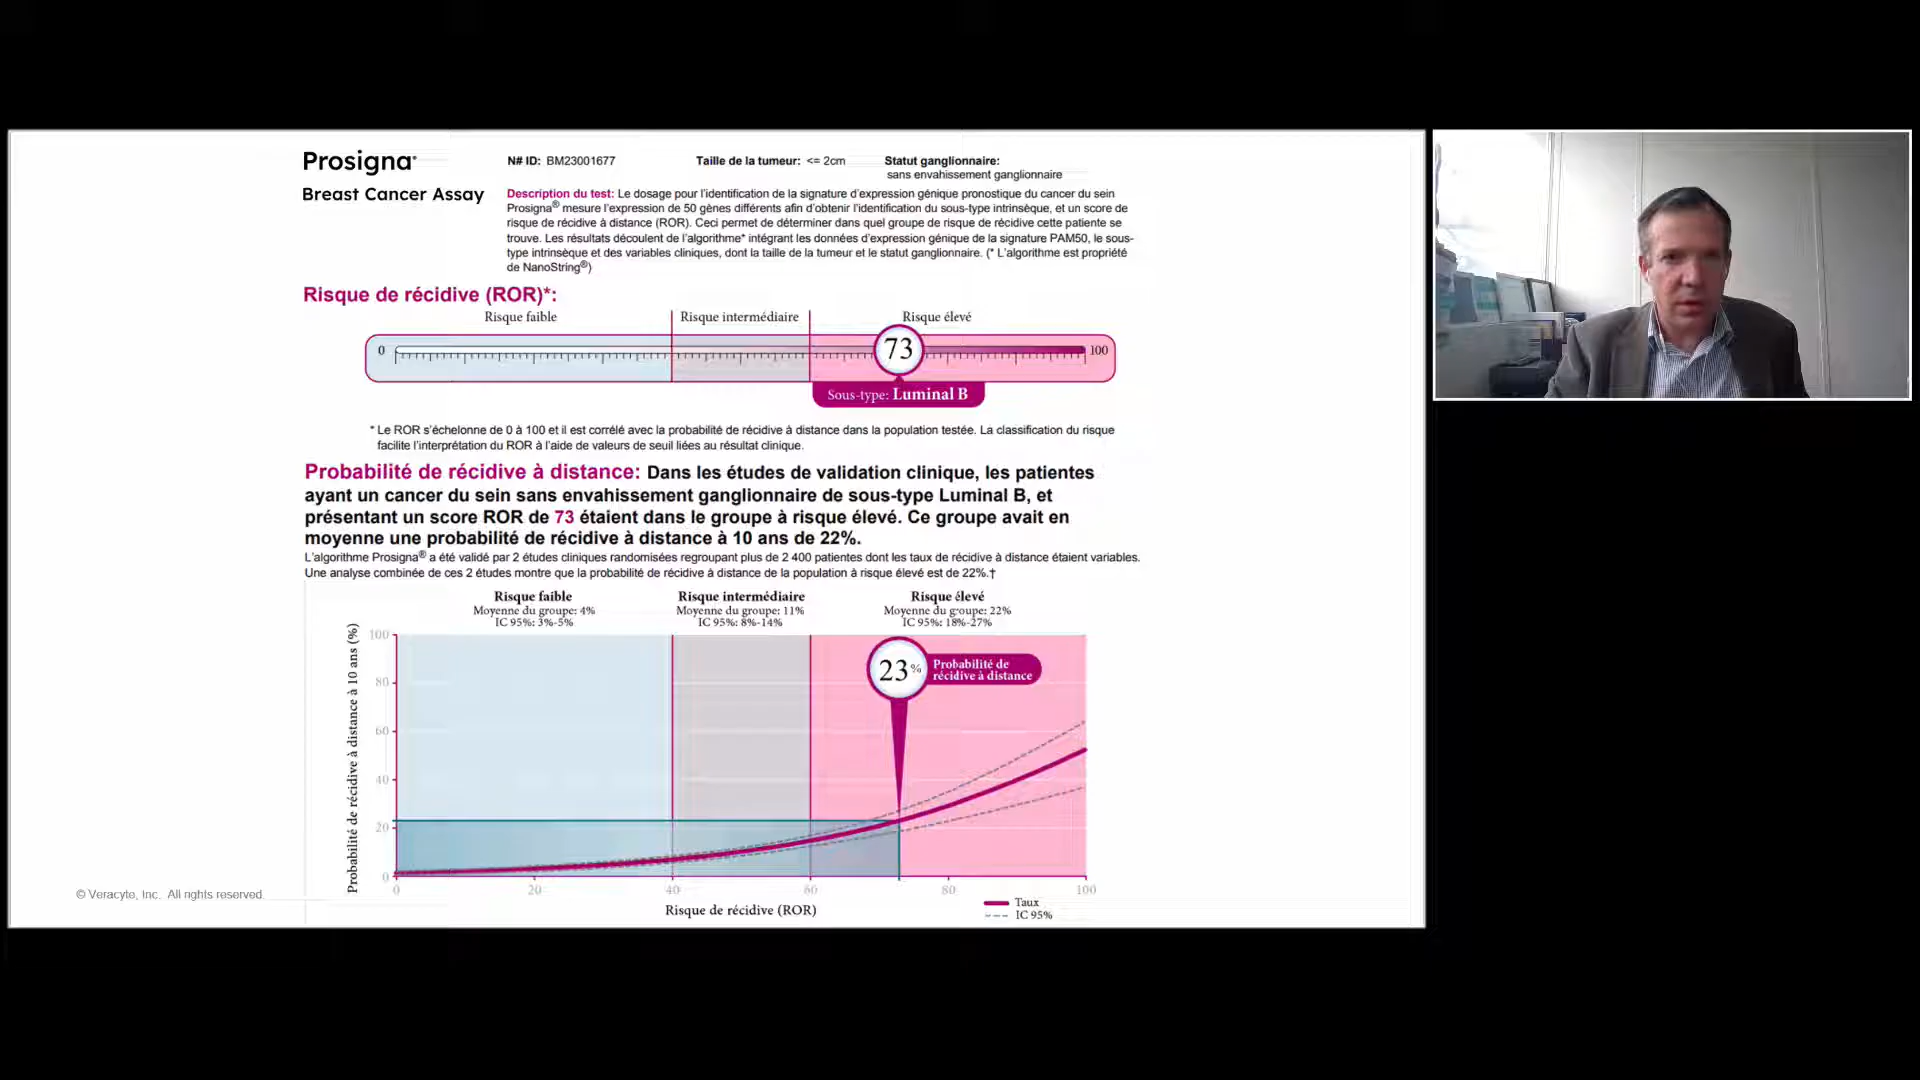 Prosigna®
Breast Cancer Assay
N# ID: BM23001677
Taille de la tumeur: <= 2cm
Statut ganglionnaire:
sans envahissement ganglionnaire
Description du test: Le dosage pour l'identification de la signature d'expression génique pronostique du cancer du sein
Prosigna® mesure l'expression de 50 gènes différents afin d'obtenir l'identification du sous-type intrinsèque, et un score de
risque de récidive à distance (ROR). Ceci permet de déterminer dans quel groupe de risque de récidive cette patiente se
trouve. Les résultats découlent de l'algorithme* intégrant les données d'expression génique de la signature PAM50, le sous-
type intrinsèque et des variables cliniques, dont la taille de la tumeur et le statut ganglionnaire. (* L'algorithme est propriété
de NanoString®)
Risque de récidive (ROR)*:
Risque faible
Risque intermédiaire
Risque élevé
0
73
100
Sous-type: Luminal B
* Le ROR s'échelonne de 0 à 100 et il est corrélé avec la probabilité de récidive à distance dans la population testée. La classification du risque
facilite l'interprétation du ROR à l'aide de valeurs de seuil liées au résultat clinique.
Probabilité de récidive à distance: Dans les études de validation clinique, les patientes
ayant un cancer du sein sans envahissement ganglionnaire de sous-type Luminal B, et
présentant un score ROR de 73 étaient dans le groupe à risque élevé. Ce groupe avait en
moyenne une probabilité de récidive à distance à 10 ans de 22%.
L'algorithme Prosigna® a été validé par 2 études cliniques randomisées regroupant plus de 2 400 patientes dont les taux de récidive à distance étaient variables.
Une analyse combinée de ces 2 études montre que la probabilité de récidive à distance de la population à risque élevé est de 22%.†
Risque faible
Moyenne du groupe: 4%
IC 95%: 3%-5%
Risque intermédiaire
Moyenne du groupe: 11%
IC 95%: 8%-14%
Risque élevé
Moyenne du groupe: 22%
IC 95%: 18%-27%
Probabilité de récidive à distance à 10 ans (%)
100
80
60
40
20
0
23%
Probabilité de
récidive à distance
0
20
40
60
80
100
Risque de récidive (ROR)
Taux
IC 95%
© Veracyte, Inc. All rights reserved.